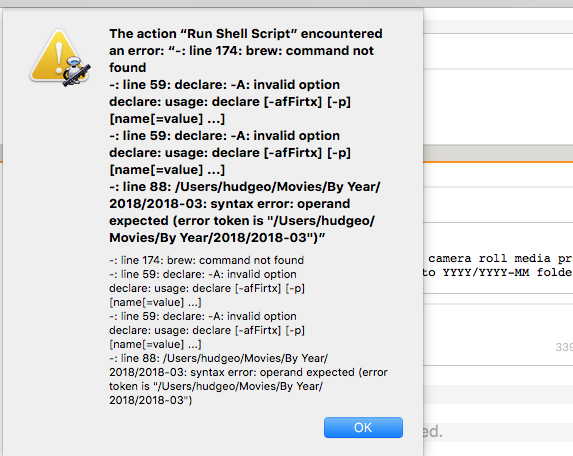 The action “Run Shell Script” encountered
an error: “-: line 174: brew: command not
found
-: line 59: declare: -A: invalid option
declare: usage: declare [-afFirtx] [-p]
[name[=value] ...]
-: line 59: declare: -A: invalid option
declare: usage: declare [-afFirtx] [-p]
[name[=value] ...]
-: line 88: /Users/hudgeo/Movies/By Year/
2018/2018-03: syntax error: operand
expected (error token is "/Users/hudgeo/
Movies/By Year/2018/2018-03")”
-: line 174: brew: command not found
-: line 59: declare: -A: invalid option
declare: usage: declare [-afFirtx] [-p]
[name[=value] ...]
-: line 59: declare: -A: invalid option
declare: usage: declare [-afFirtx] [-p]
[name[=value] ...]
-: line 88: /Users/hudgeo/Movies/By Year/
2018/2018-03: syntax error: operand expected (error
token is "/Users/hudgeo/Movies/By Year/
2018/2018-03")
OK
camera roll media pr
to YYYY/YYYY-MM folde
339
ed.